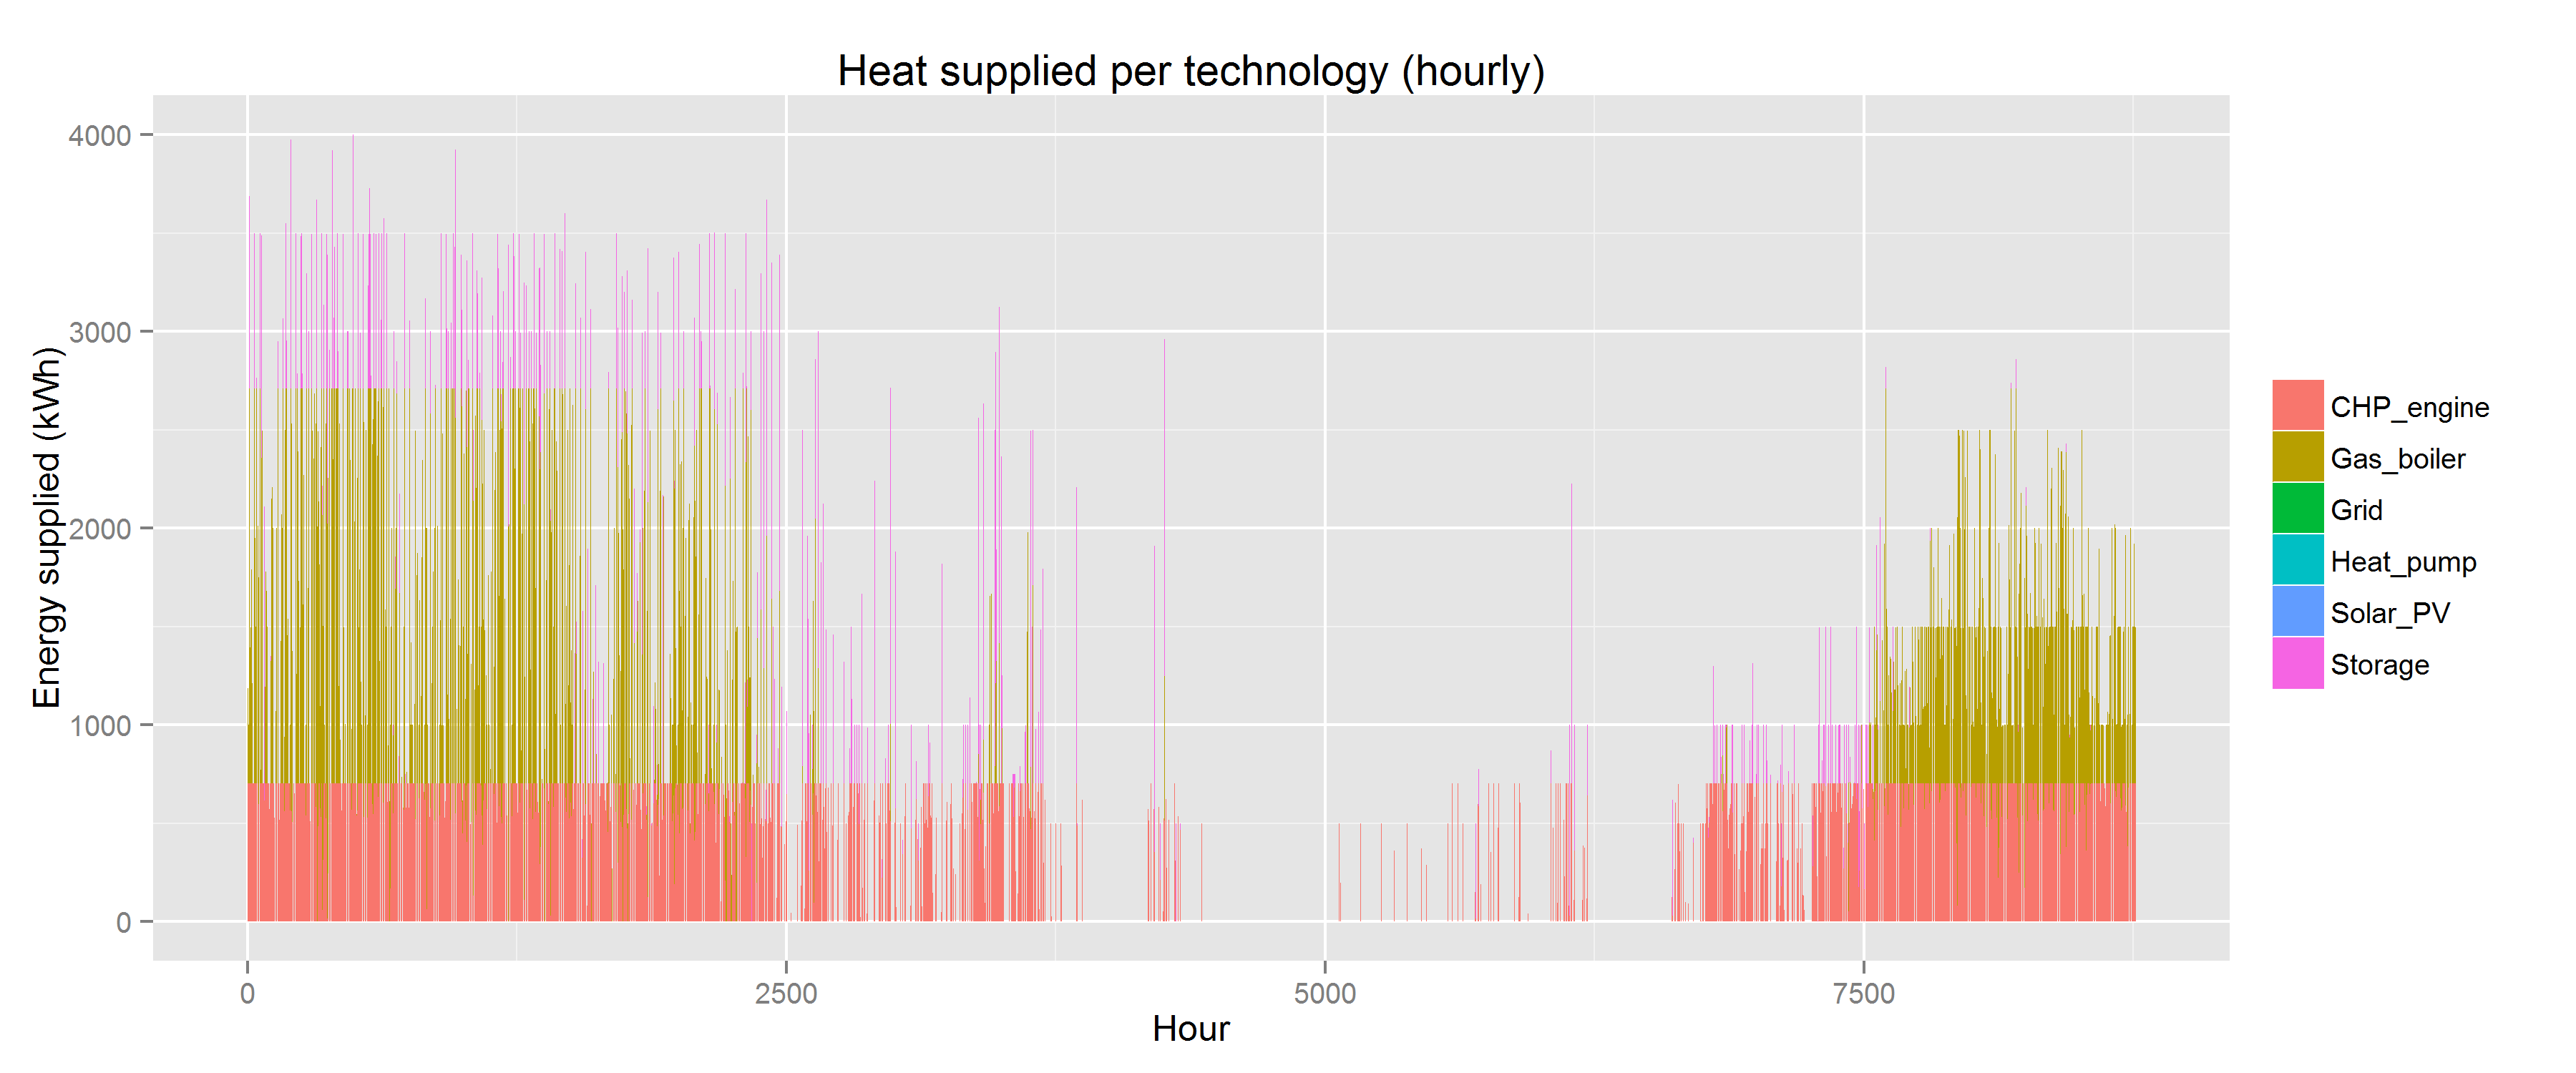 Heat supplied per technology (hourly)
Energy supplied (kWh)
4000
3000
2000
1000
0
0 2500 5000 7500
Hour
CHP_engine
Gas_boiler
Grid
Heat_pump
Solar_PV
Storage